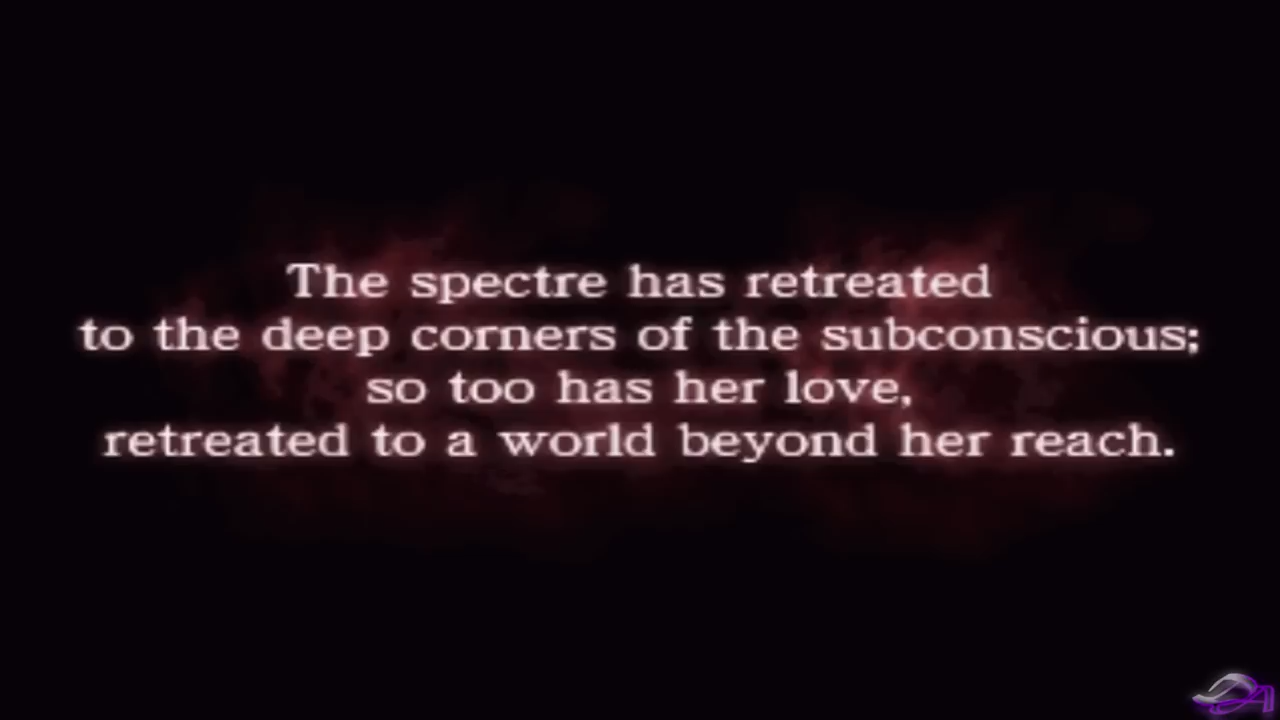 The spectre has retreated
to the deep corners of the subconscious;
so too has her love,
retreated to a world beyond her reach.